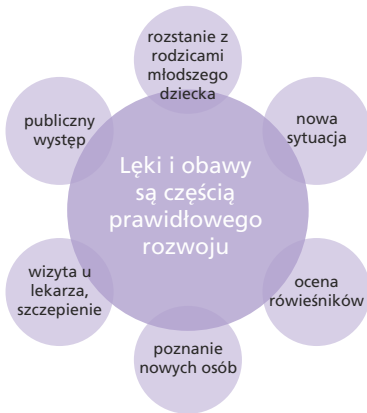 rozstanie z
rodzicami
młodszego
dziecka
publiczny
występ
nowa
sytuacja
Lęki i obawy
są częścią
prawidłowego
rozwoju
wizyta u
lekarza,
szczepienie
ocena
rówieśników
poznanie
nowych osób